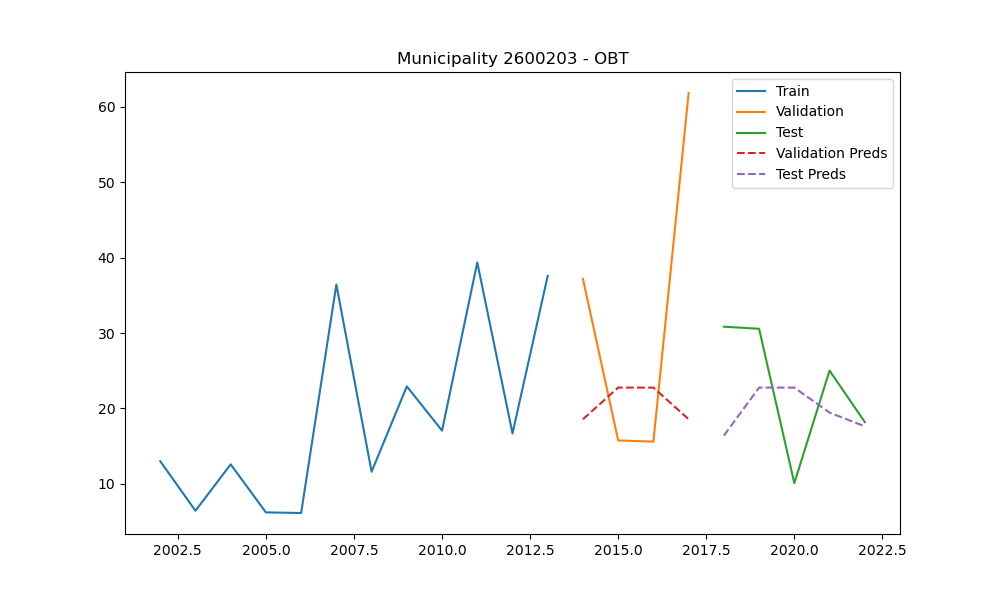 Municipality 2600203 - OBT
Train
Validation
Test
Validation Preds
Test Preds
60
50
40
30
20
10
2002.5 2005.0 2007.5 2010.0 2012.5 2015.0 2017.5 2020.0 2022.5